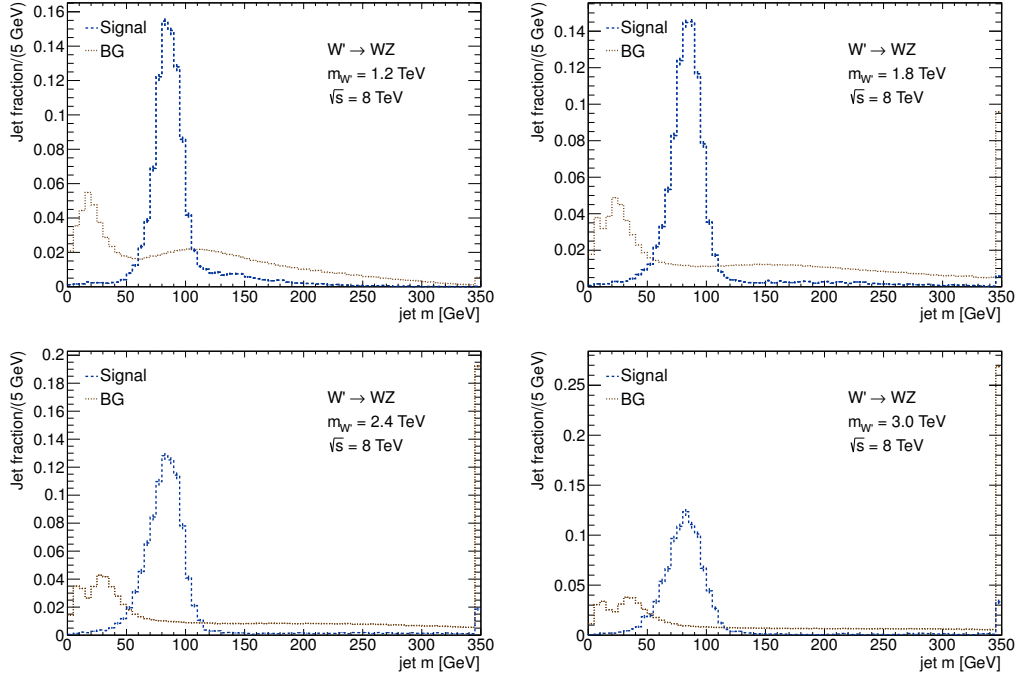 Jet fraction/(5 GeV)
0.16
0.14
0.12
0.1
0.08
0.06
0.04
0.02
0
Signal
BG
W' → WZ
m_W' = 1.2 TeV
√s = 8 TeV
0 50 100 150 200 250 300 350
jet m [GeV]
Jet fraction/(5 GeV)
0.14
0.12
0.1
0.08
0.06
0.04
0.02
0
Signal
BG
W' → WZ
m_W' = 1.8 TeV
√s = 8 TeV
0 50 100 150 200 250 300 350
jet m [GeV]
Jet fraction/(5 GeV)
0.2
0.18
0.16
0.14
0.12
0.1
0.08
0.06
0.04
0.02
0
Signal
BG
W' → WZ
m_W' = 2.4 TeV
√s = 8 TeV
0 50 100 150 200 250 300 350
jet m [GeV]
Jet fraction/(5 GeV)
0.25
0.2
0.15
0.1
0.05
0
Signal
BG
W' → WZ
m_W' = 3.0 TeV
√s = 8 TeV
0 50 100 150 200 250 300 350
jet m [GeV]